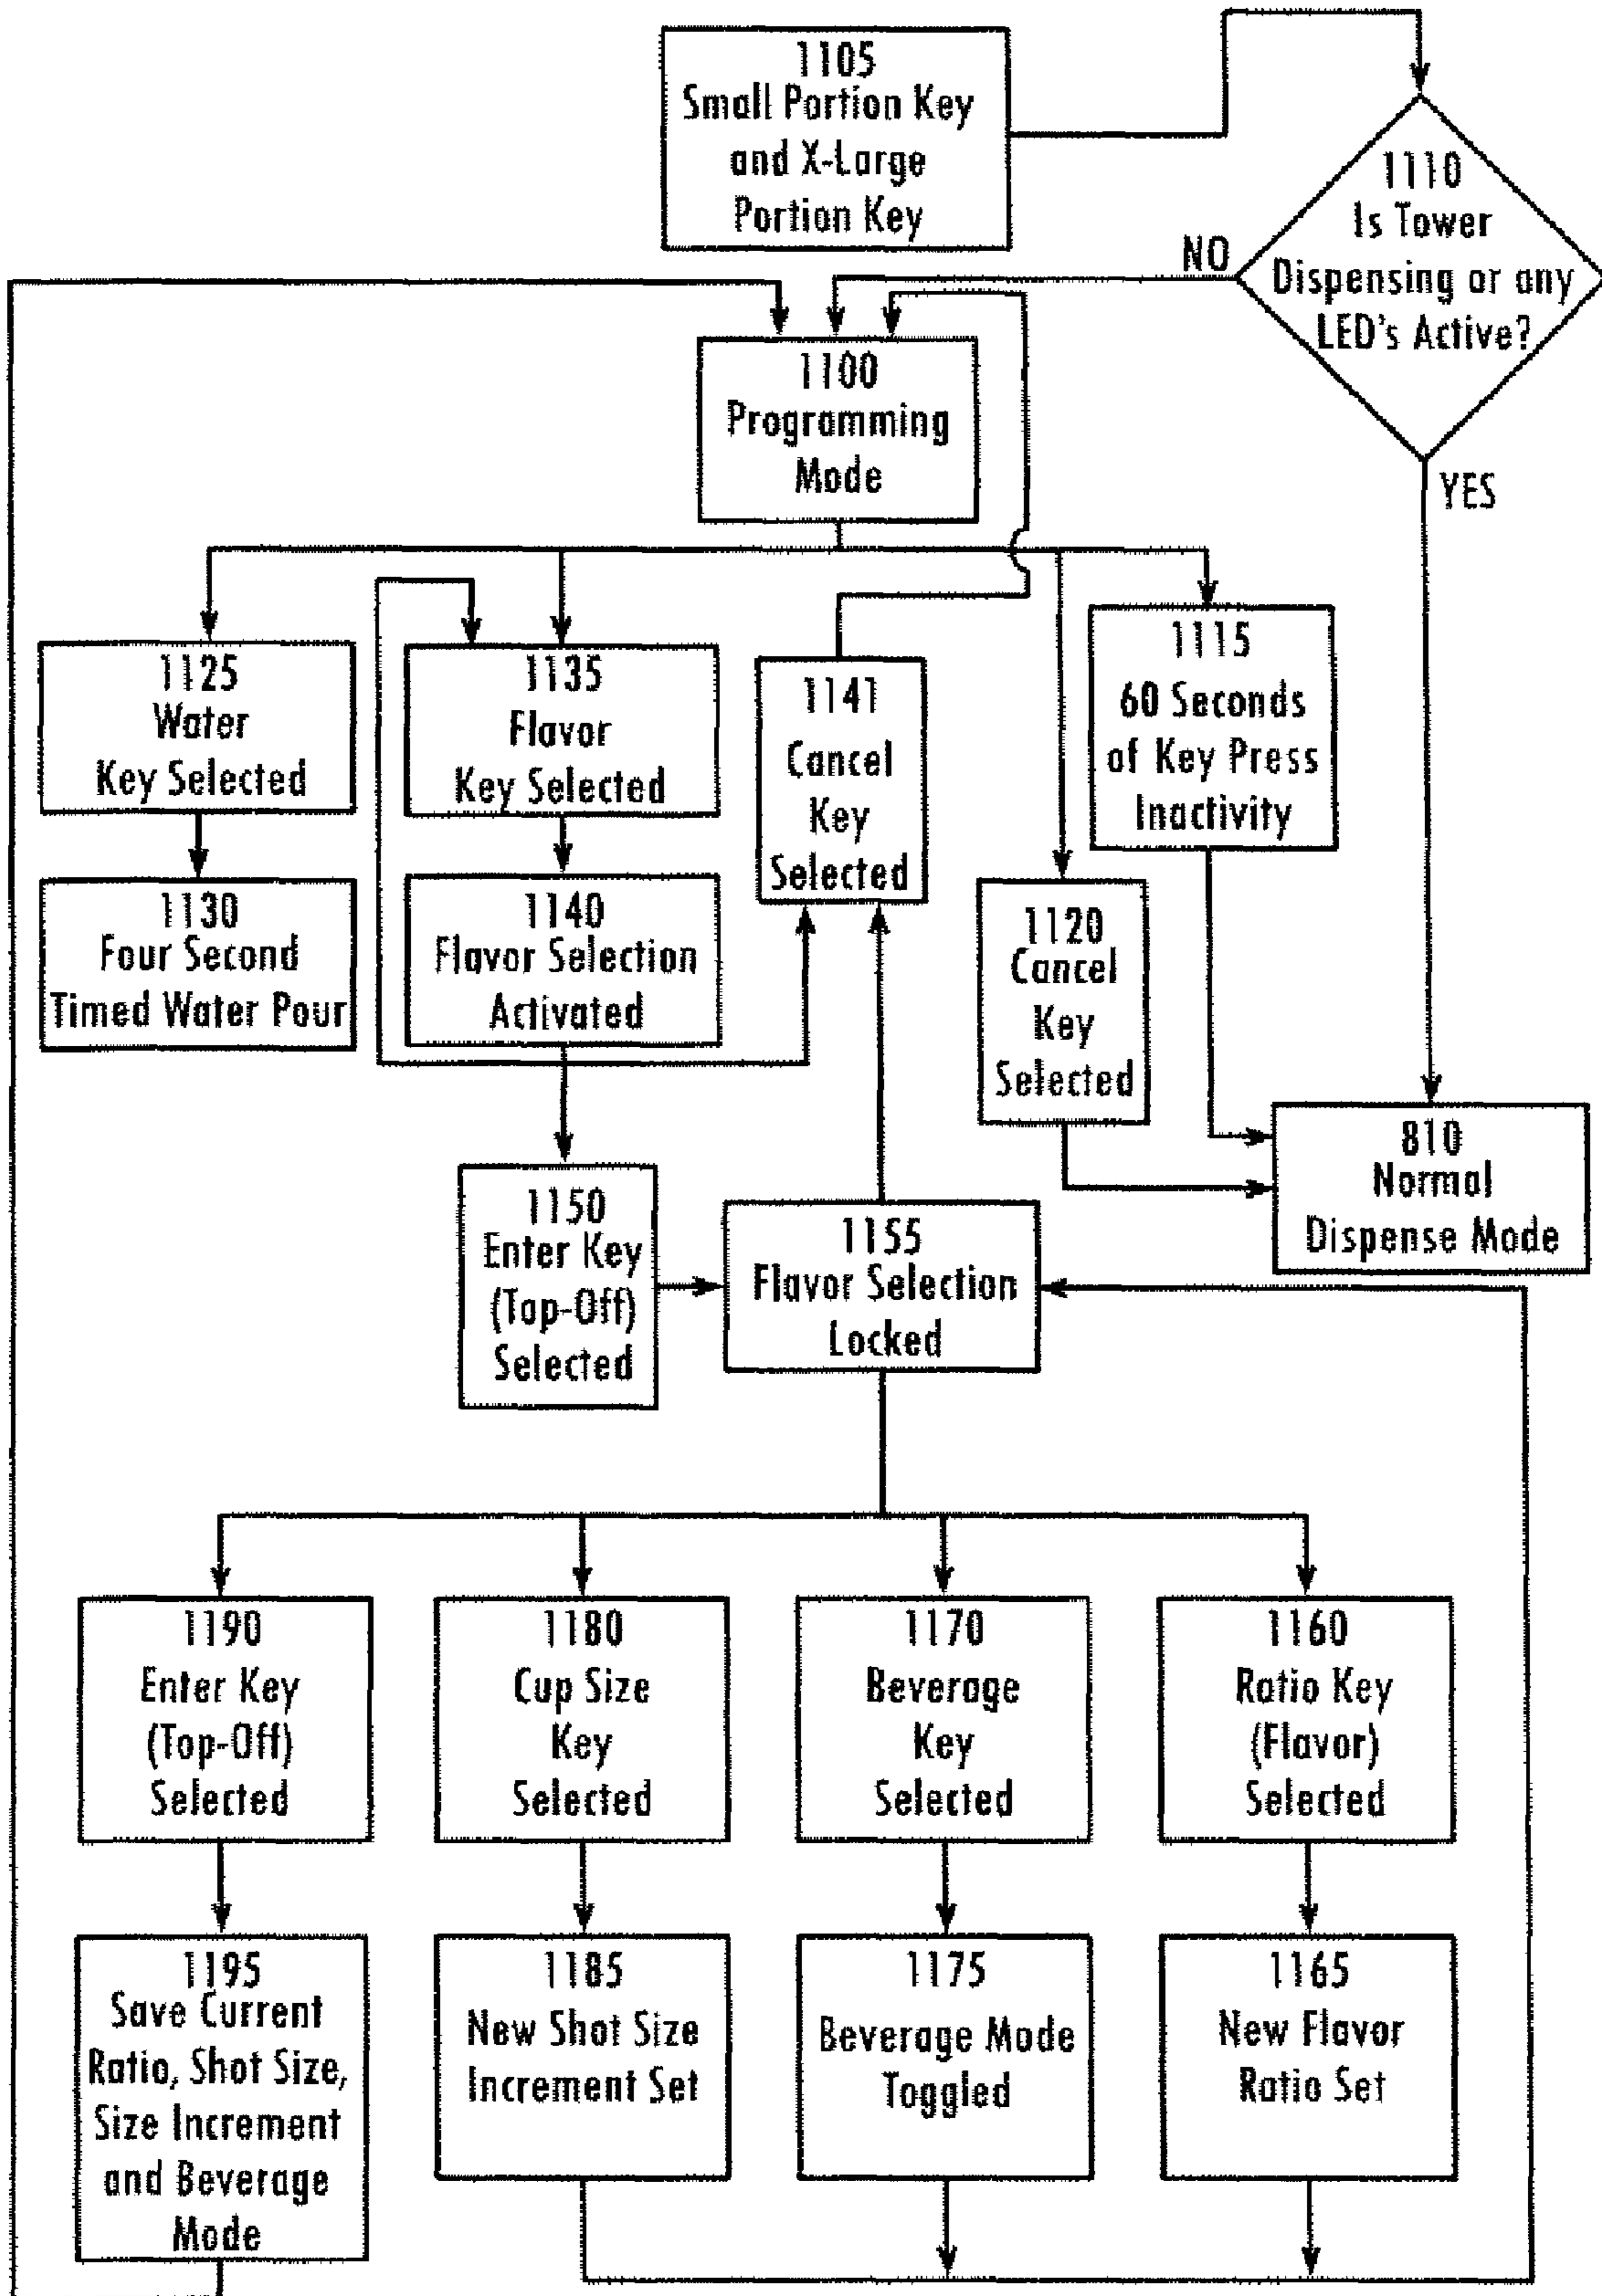 1105
Small Portion Key
and X-Large
Portion Key
1110
Is Tower
Dispensing or any
LED's Active?
NO
YES
1100
Programming
Mode
1125
Water
Key Selected
1135
Flavor
Key Selected
1141
Cancel
Key
Selected
1115
60 Seconds
of Key Press
Inactivity
1130
Four Second
Timed Water Pour
1140
Flavor Selection
Activated
1120
Cancel
Key
Selected
810
Normal
Dispense Mode
1150
Enter Key
(Top-Off)
Selected
1155
Flavor Selection
Locked
1190
Enter Key
(Top-Off)
Selected
1180
Cup Size
Key
Selected
1170
Beverage
Key
Selected
1160
Ratio Key
(Flavor)
Selected
1195
Save Current
Ratio, Shot Size,
Size Increment
and Beverage
Mode
1185
New Shot Size
Increment Set
1175
Beverage Mode
Toggled
1165
New Flavor
Ratio Set